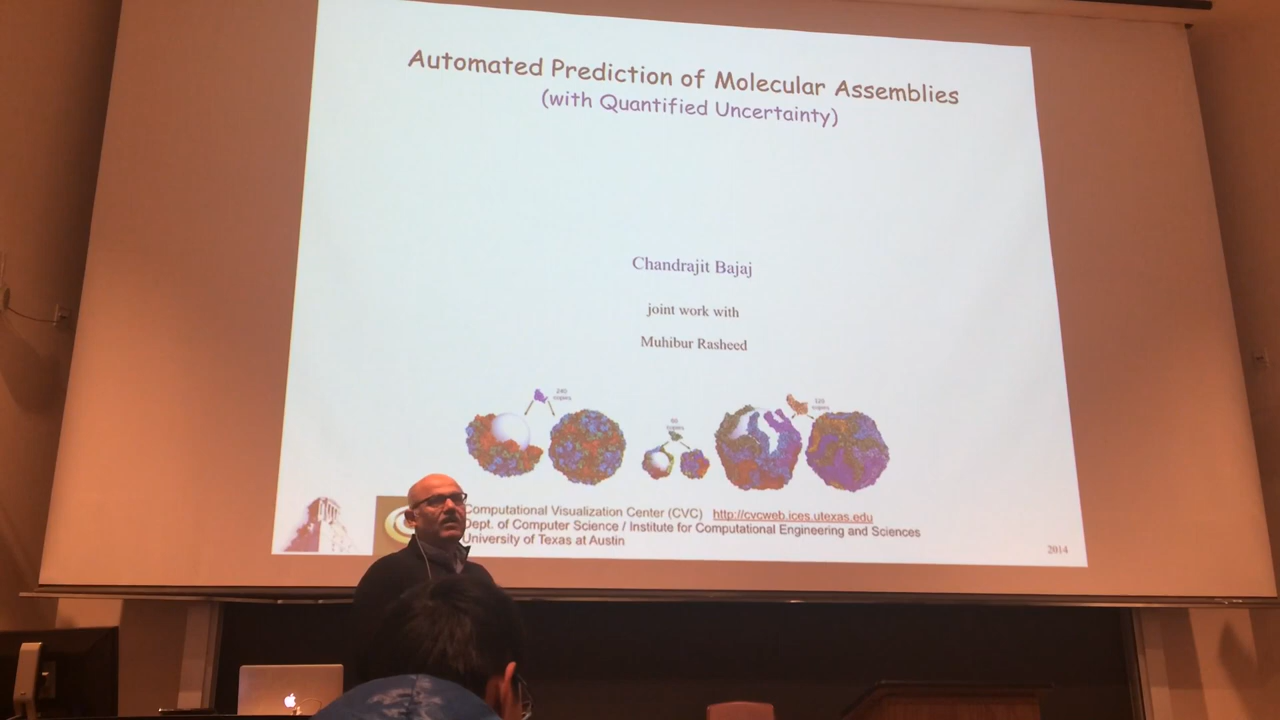 Automated Prediction of Molecular Assemblies
(with Quantified Uncertainty)
Chandrajit Bajaj
joint work with
Muhibur Rasheed
240
copies
60
copies
120
copies
Computational Visualization Center (CVC) http://cvcweb.ices.utexas.edu
Dept. of Computer Science / Institute for Computational Engineering and Sciences
University of Texas at Austin
2014